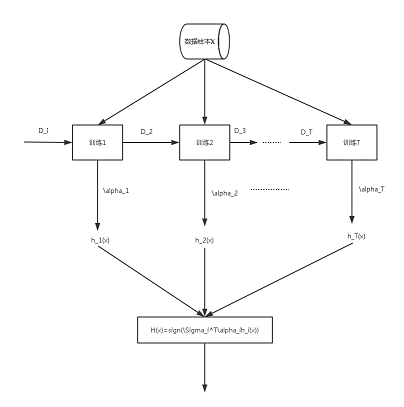 数据样本X
D_i
D_2
D_3
D_T
训练1
训练2
········
训练T
\alpha_1
\alpha_2
\alpha_T
h_1(x)
h_2(x)
h_T(x)
H(x)=sign(\Sigma_i^T\alpha_ih_i(x))